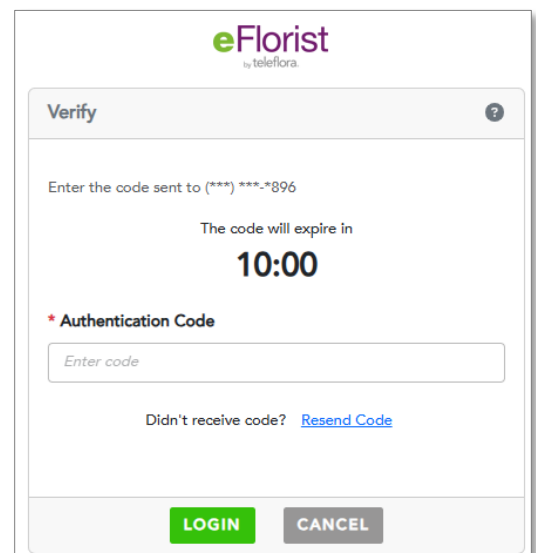 eFlorist
by teleflora.
Verify
?
Enter the code sent to (***) ***-*896
The code will expire in
10:00
* Authentication Code
Enter code
Didn't receive code? Resend Code
LOGIN CANCEL